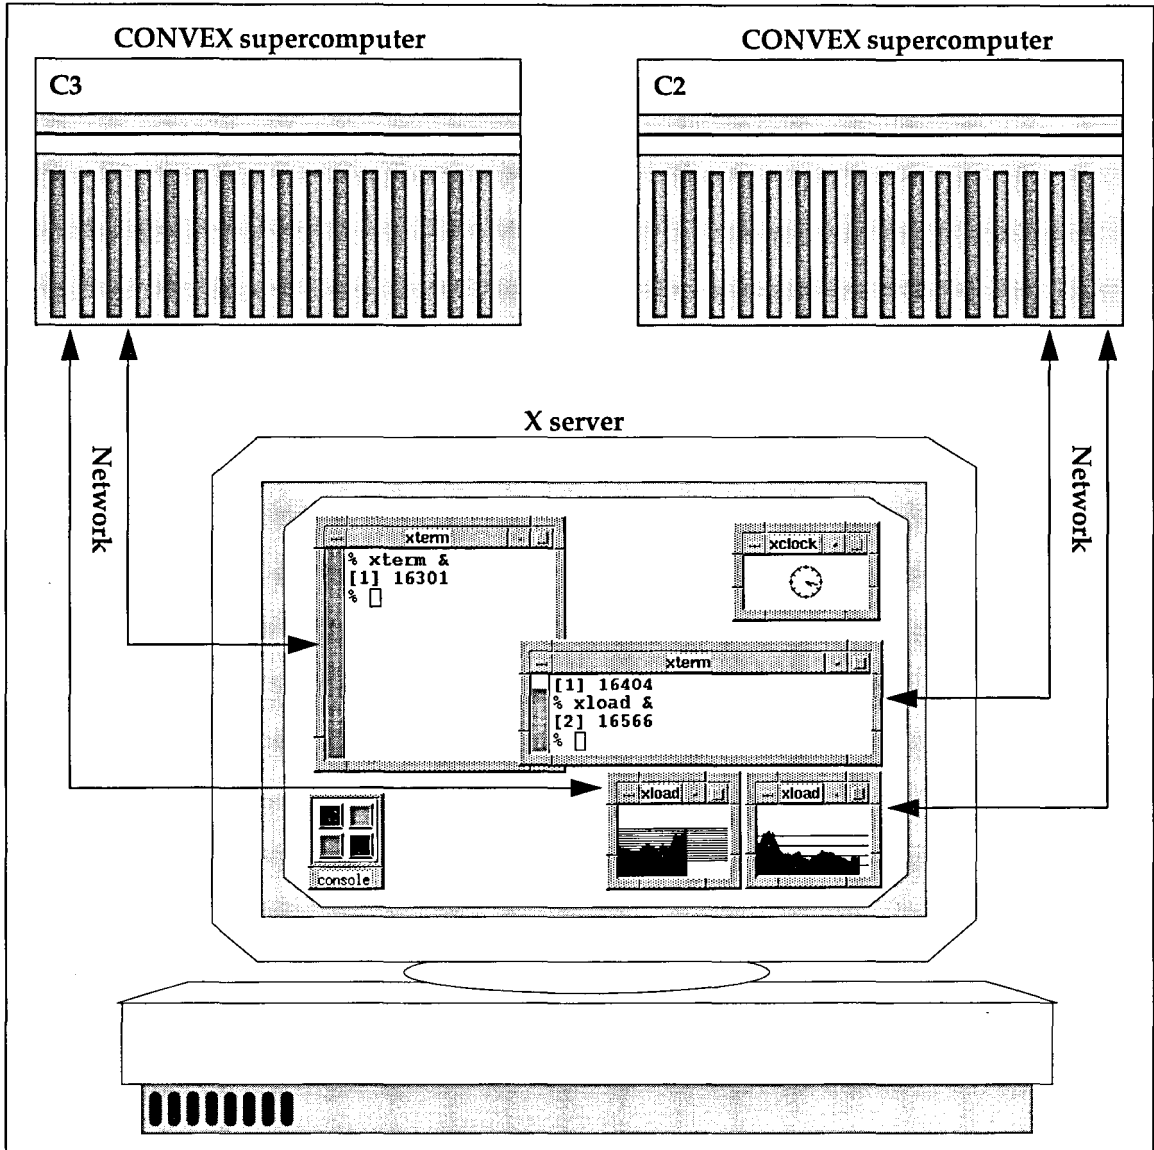 CONVEX supercomputer
CONVEX supercomputer
C3
C2
X server
Network
Network
xterm
% xterm &
[1] 16301
%
xclock
xterm
[1] 16404
% xload &
[2] 16566
%
xload
xload
console